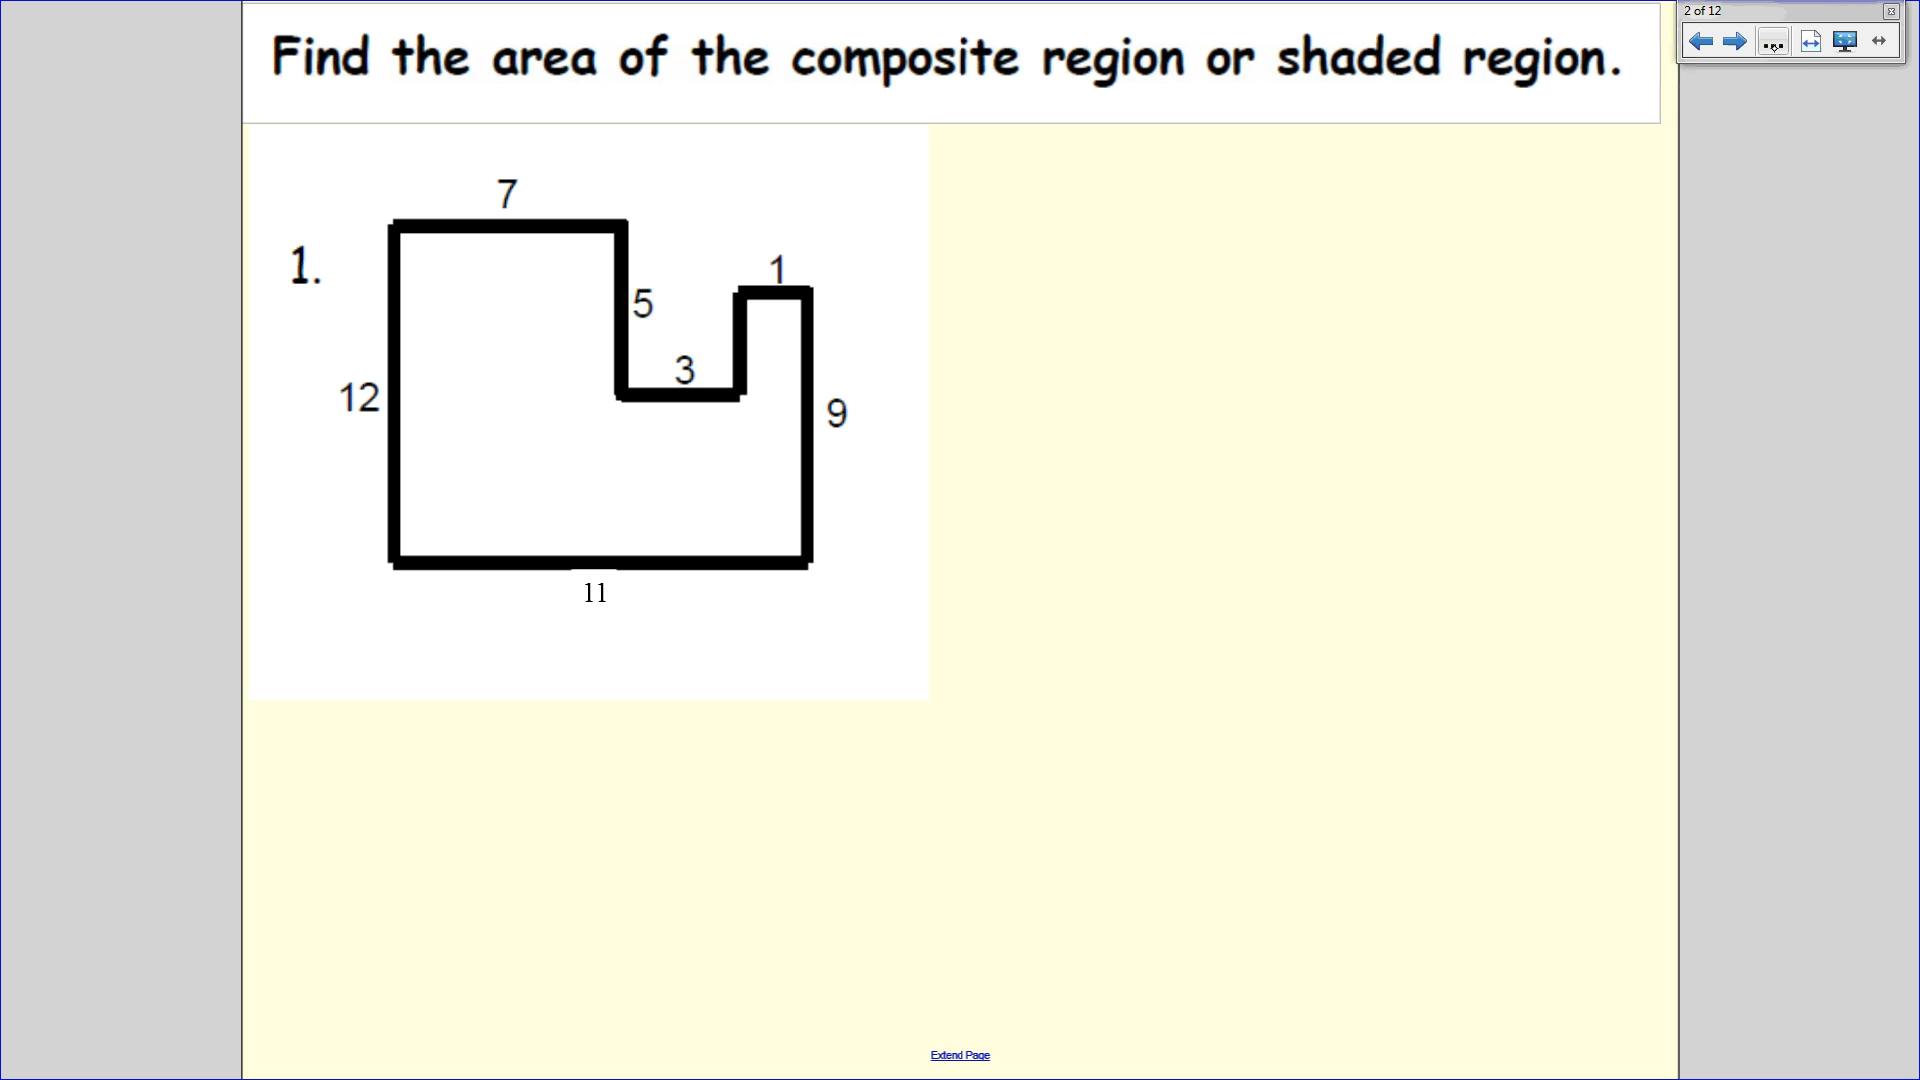 2 of 12
Find the area of the composite region or shaded region.
7
1.
1
5
3
12
9
11
Extend Page